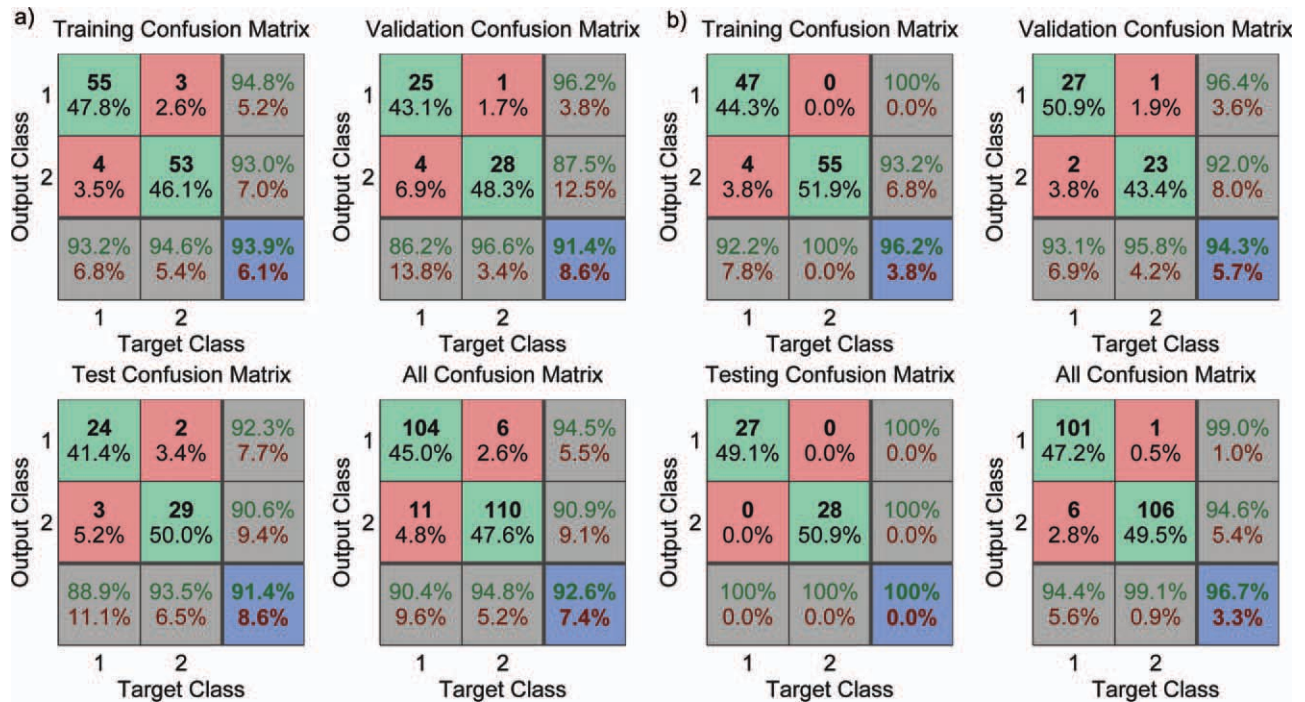 a)
Training Confusion Matrix
55 3 94.8%
47.8% 2.6% 5.2%
4 53 93.0%
3.5% 46.1% 7.0%
93.2% 94.6% 93.9%
6.8% 5.4% 6.1%
1 2
Target Class
1
2
Output Class
Validation Confusion Matrix
25 1 96.2%
43.1% 1.7% 3.8%
4 28 87.5%
6.9% 48.3% 12.5%
86.2% 96.6% 91.4%
13.8% 3.4% 8.6%
1 2
Target Class
1
2
Output Class
Test Confusion Matrix
24 2 92.3%
41.4% 3.4% 7.7%
3 29 90.6%
5.2% 50.0% 9.4%
88.9% 93.5% 91.4%
11.1% 6.5% 8.6%
1 2
Target Class
1
2
Output Class
All Confusion Matrix
104 6 94.5%
45.0% 2.6% 5.5%
11 110 90.9%
4.8% 47.6% 9.1%
90.4% 94.8% 92.6%
9.6% 5.2% 7.4%
1 2
Target Class
1
2
Output Class
b)
Training Confusion Matrix
47 0 100%
44.3% 0.0% 0.0%
4 55 93.2%
3.8% 51.9% 6.8%
92.2% 100% 96.2%
7.8% 0.0% 3.8%
1 2
Target Class
1
2
Output Class
Validation Confusion Matrix
27 1 96.4%
50.9% 1.9% 3.6%
2 23 92.0%
3.8% 43.4% 8.0%
93.1% 95.8% 94.3%
6.9% 4.2% 5.7%
1 2
Target Class
1
2
Output Class
Testing Confusion Matrix
27 0 100%
49.1% 0.0% 0.0%
0 28 100%
0.0% 50.9% 0.0%
100% 100% 100%
0.0% 0.0% 0.0%
1 2
Target Class
1
2
Output Class
All Confusion Matrix
101 1 99.0%
47.2% 0.5% 1.0%
6 106 94.6%
2.8% 49.5% 5.4%
94.4% 99.1% 96.7%
5.6% 0.9% 3.3%
1 2
Target Class
1
2
Output Class